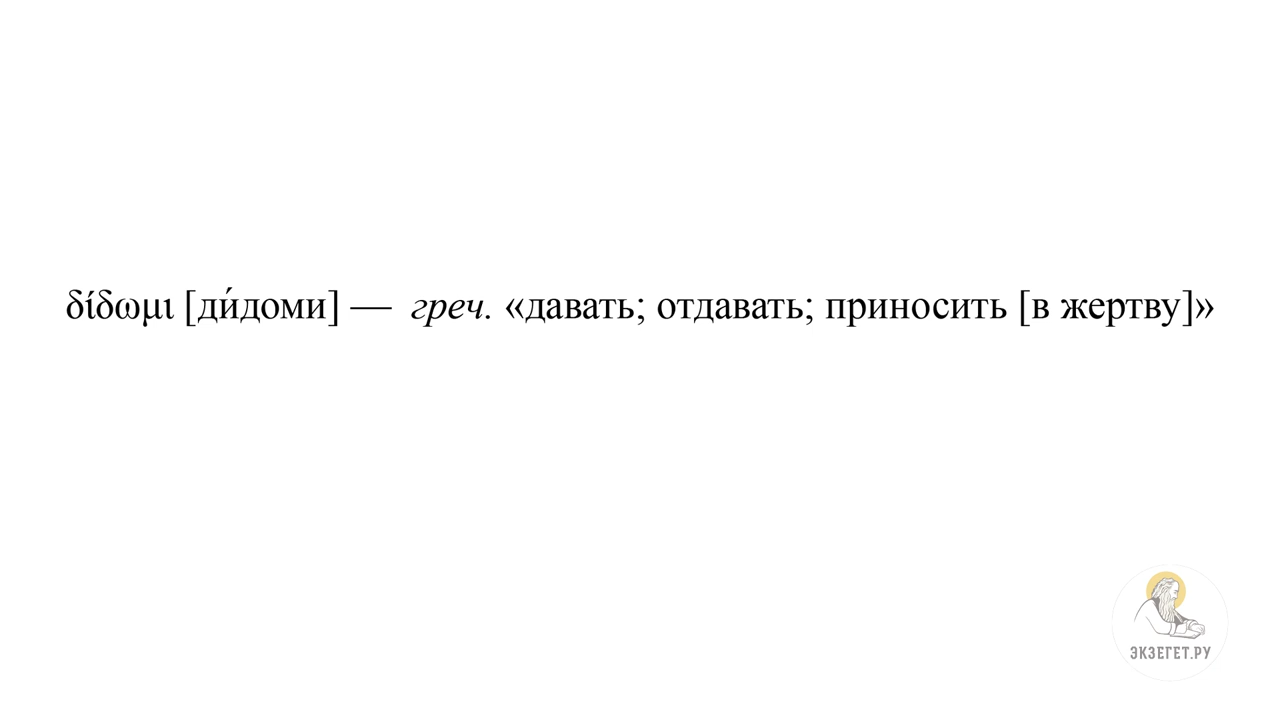 δίδωμι [ди́доми] — греч. «давать; отдавать; приносить [в жертву]»
ЭКЗЕГЕТ.РУ